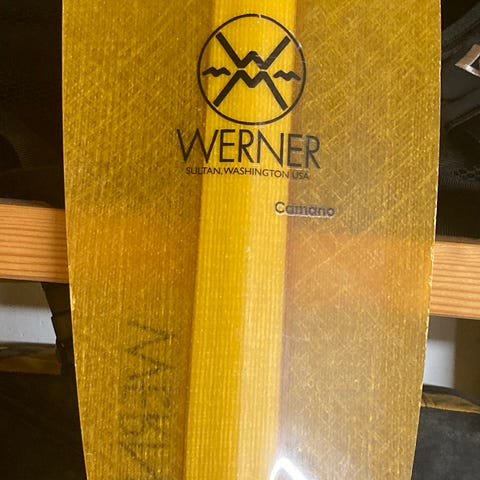 WERNER
SULTAN, WASHINGTON USA
Camano